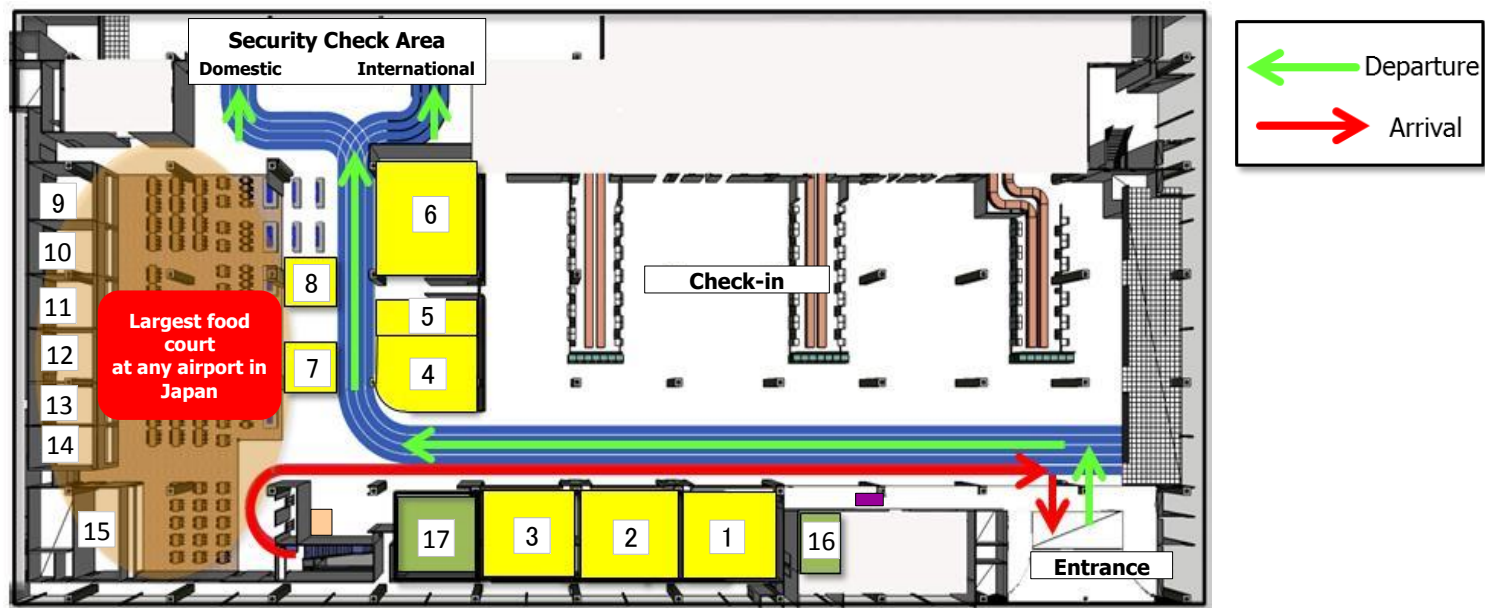 Security Check Area
Domestic
International
Departure
Arrival
9
6
10
8
Check-in
11
5
Largest food
court
at any airport in
Japan
12
7
4
13
14
15
17
3
2
1
16
Entrance